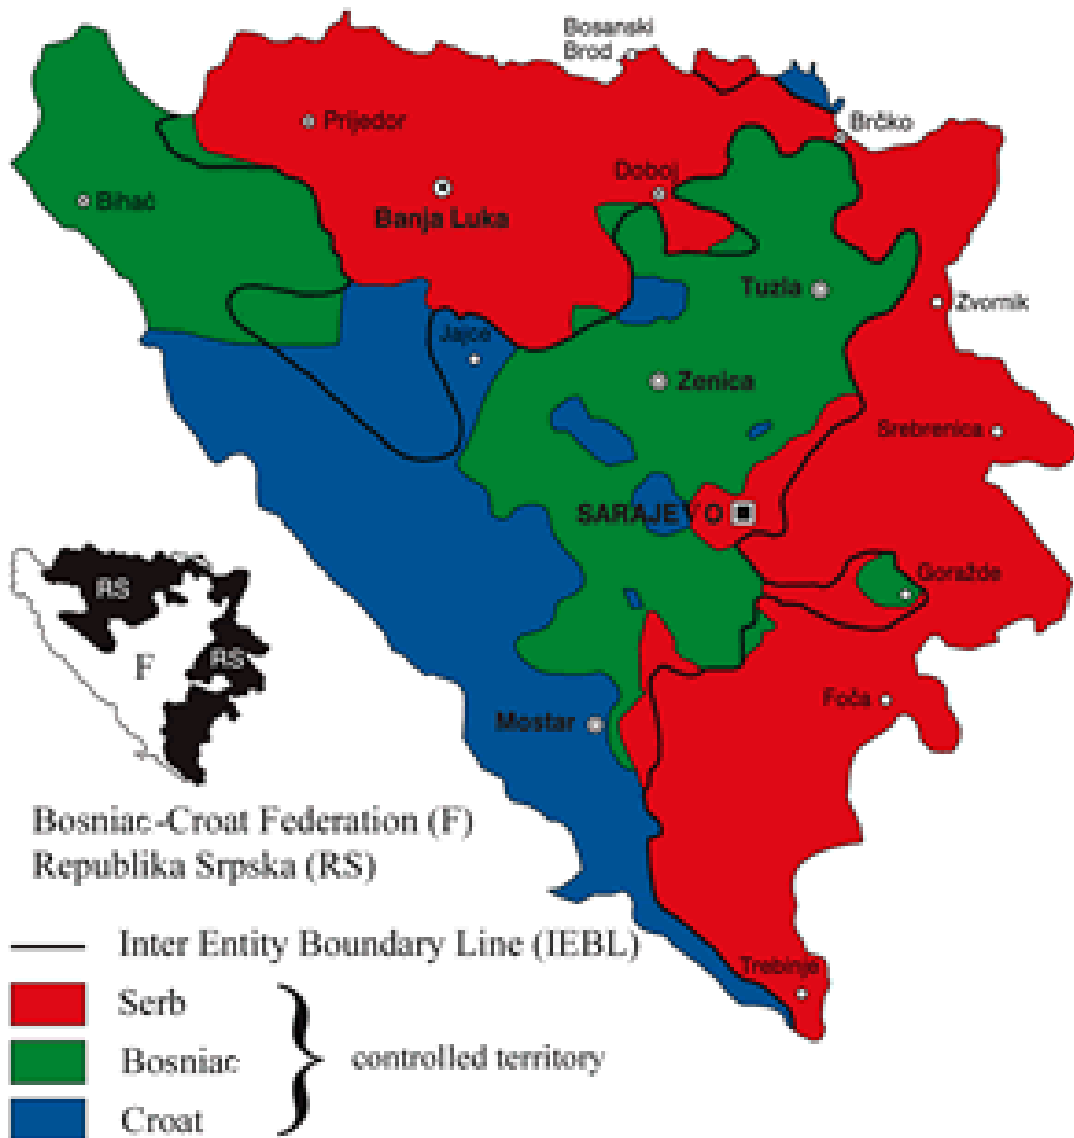 Bosanski
Brod
Prijedor
Brčko
Doboj
Bihać
Banja Luka
Tuzla
Zvornik
Jajce
Zenica
Srebrenica
SARAJEVO
Goražde
RS
RS
F
Foča
Mostar
Bosniac-Croat Federation (F)
Republika Srpska (RS)
Inter Entity Boundary Line (IEBL)
Trebinje
Serb
Bosniac
controlled territory
Croat